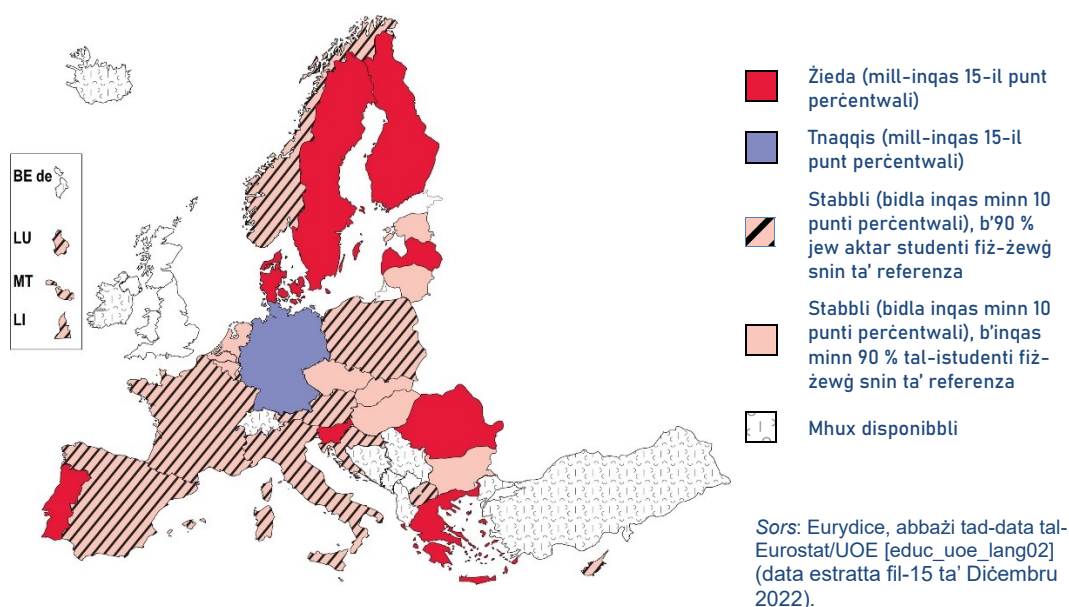 BE de
LU
MT
LI
Żieda (mill-inqas 15-il punt
perċentwali)
Tnaqqis (mill-inqas 15-il
punt perċentwali)
Stabbli (bidla inqas minn 10
punti perċentwali), b’90 %
jew aktar studenti fiż-żewġ
snin ta’ referenza
Stabbli (bidla inqas minn 10
punti perċentwali), b’inqas
minn 90 % tal-istudenti fiż-
żewġ snin ta’ referenza
Mhux disponibbli
Sors: Eurydice, abbażi tad-data tal-
Eurostat/UOE [educ_uoe_lang02]
(data estratta fil-15 ta’ Diċembru
2022).